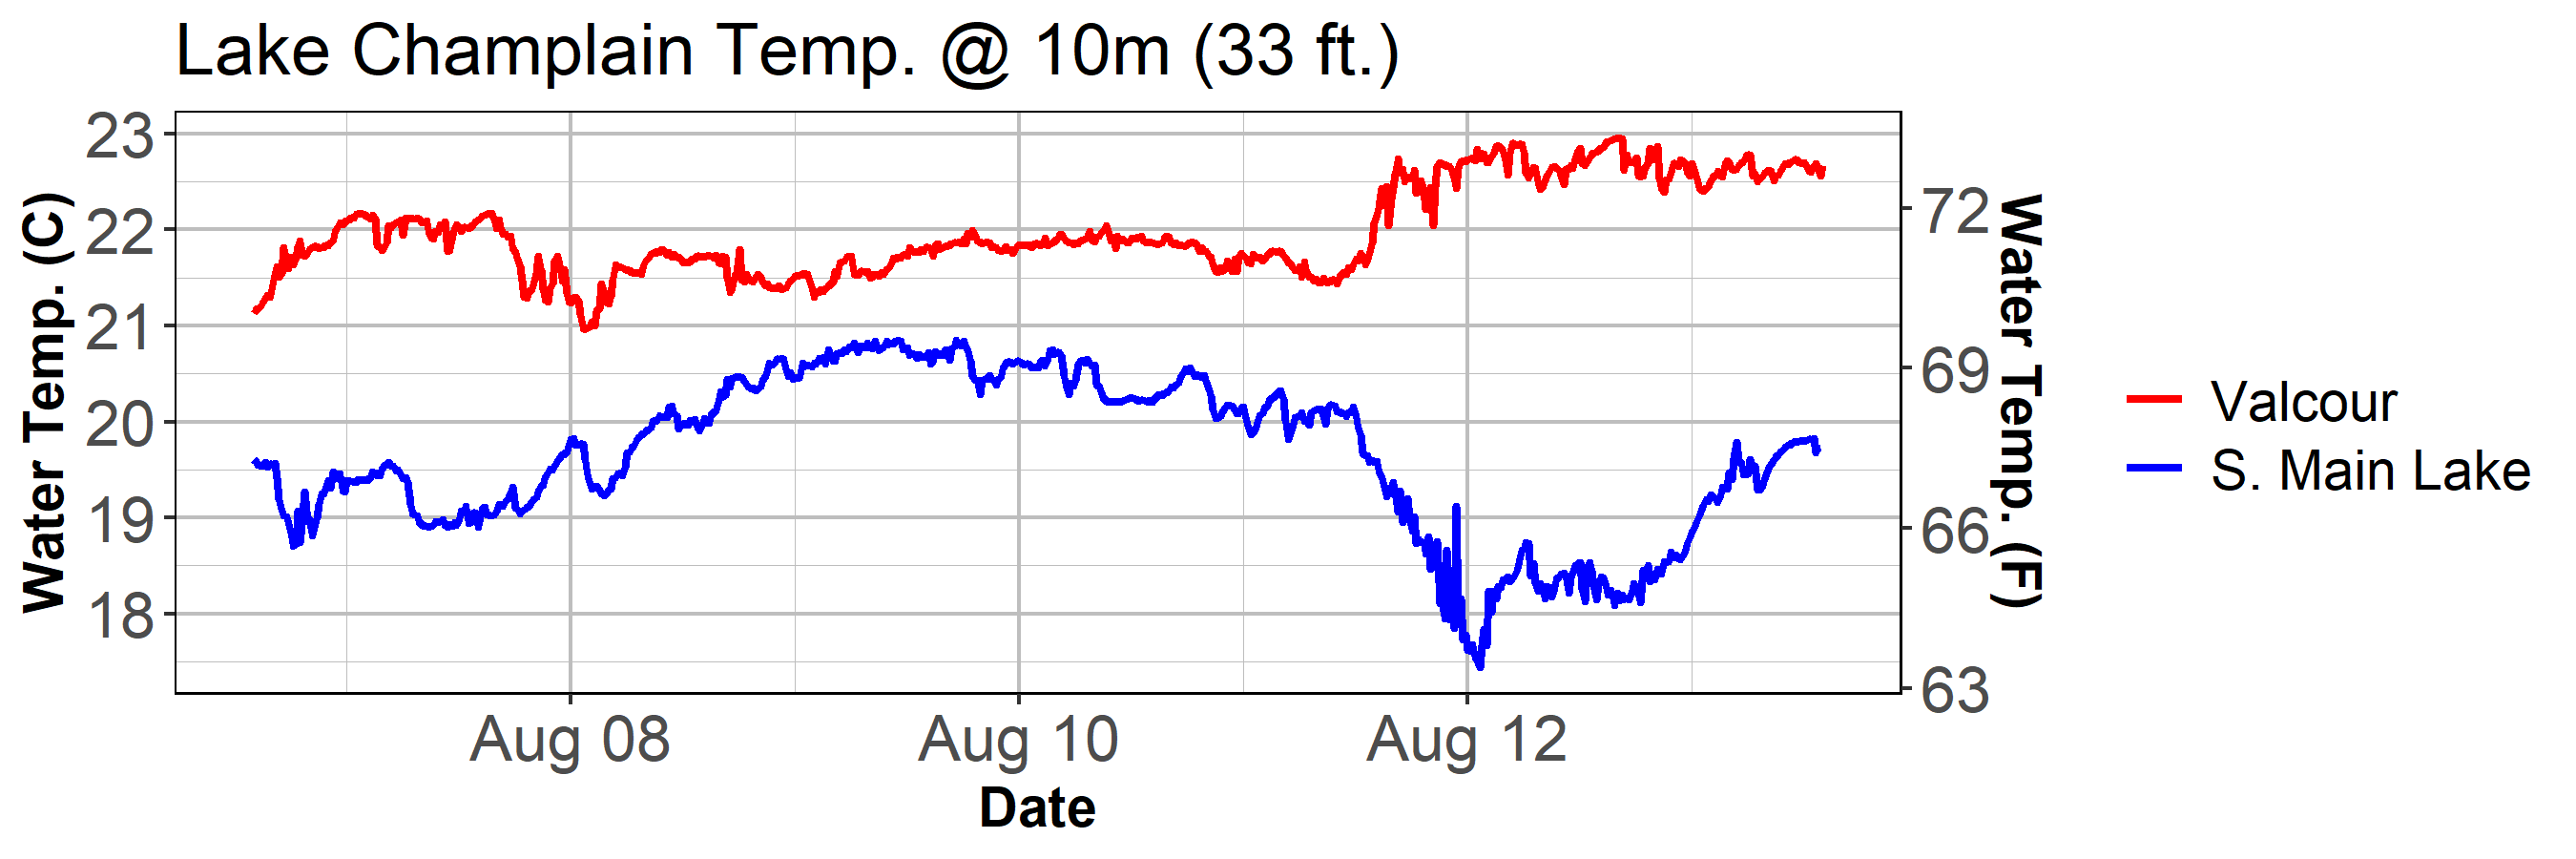 Lake Champlain Temp. @ 10m (33 ft.)
Water Temp. (C)
23
22
21
20
19
18
72
69
66
63
Water Temp. (F)
Aug 08
Aug 10
Aug 12
Date
Valcour
S. Main Lake